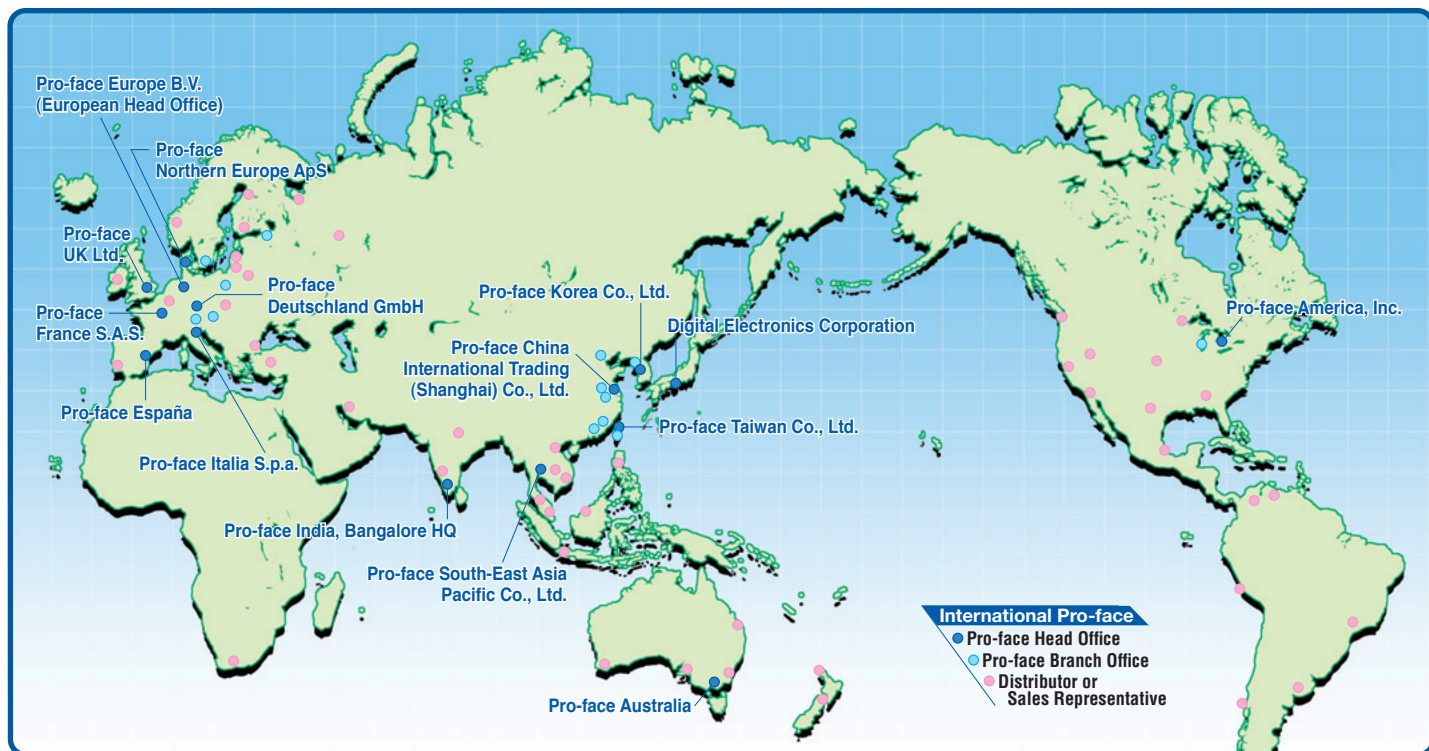 Pro-face Europe B.V.
(European Head Office)
Pro-face
Northern Europe ApS
Pro-face
UK Ltd.
Pro-face
Deutschland GmbH
Pro-face
France S.A.S.
Pro-face España
Pro-face Italia S.p.a.
Pro-face Korea Co., Ltd.
Digital Electronics Corporation
Pro-face China
International Trading
(Shanghai) Co., Ltd.
Pro-face Taiwan Co., Ltd.
Pro-face America, Inc.
Pro-face India, Bangalore HQ
Pro-face South-East Asia
Pacific Co., Ltd.
Pro-face Australia
International Pro-face
Pro-face Head Office
Pro-face Branch Office
Distributor or
Sales Representative